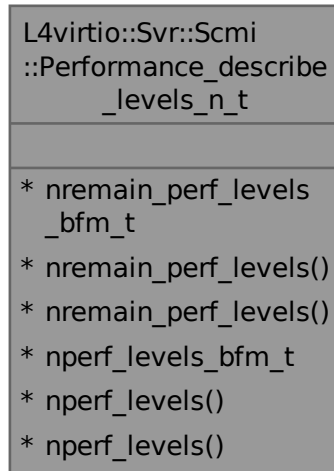 L4virtio::Svr::Scmi
::Performance_describe
_levels_n_t
* nremain_perf_levels
_bfm_t
* nremain_perf_levels()
* nremain_perf_levels()
* nperf_levels_bfm_t
* nperf_levels()
* nperf_levels()